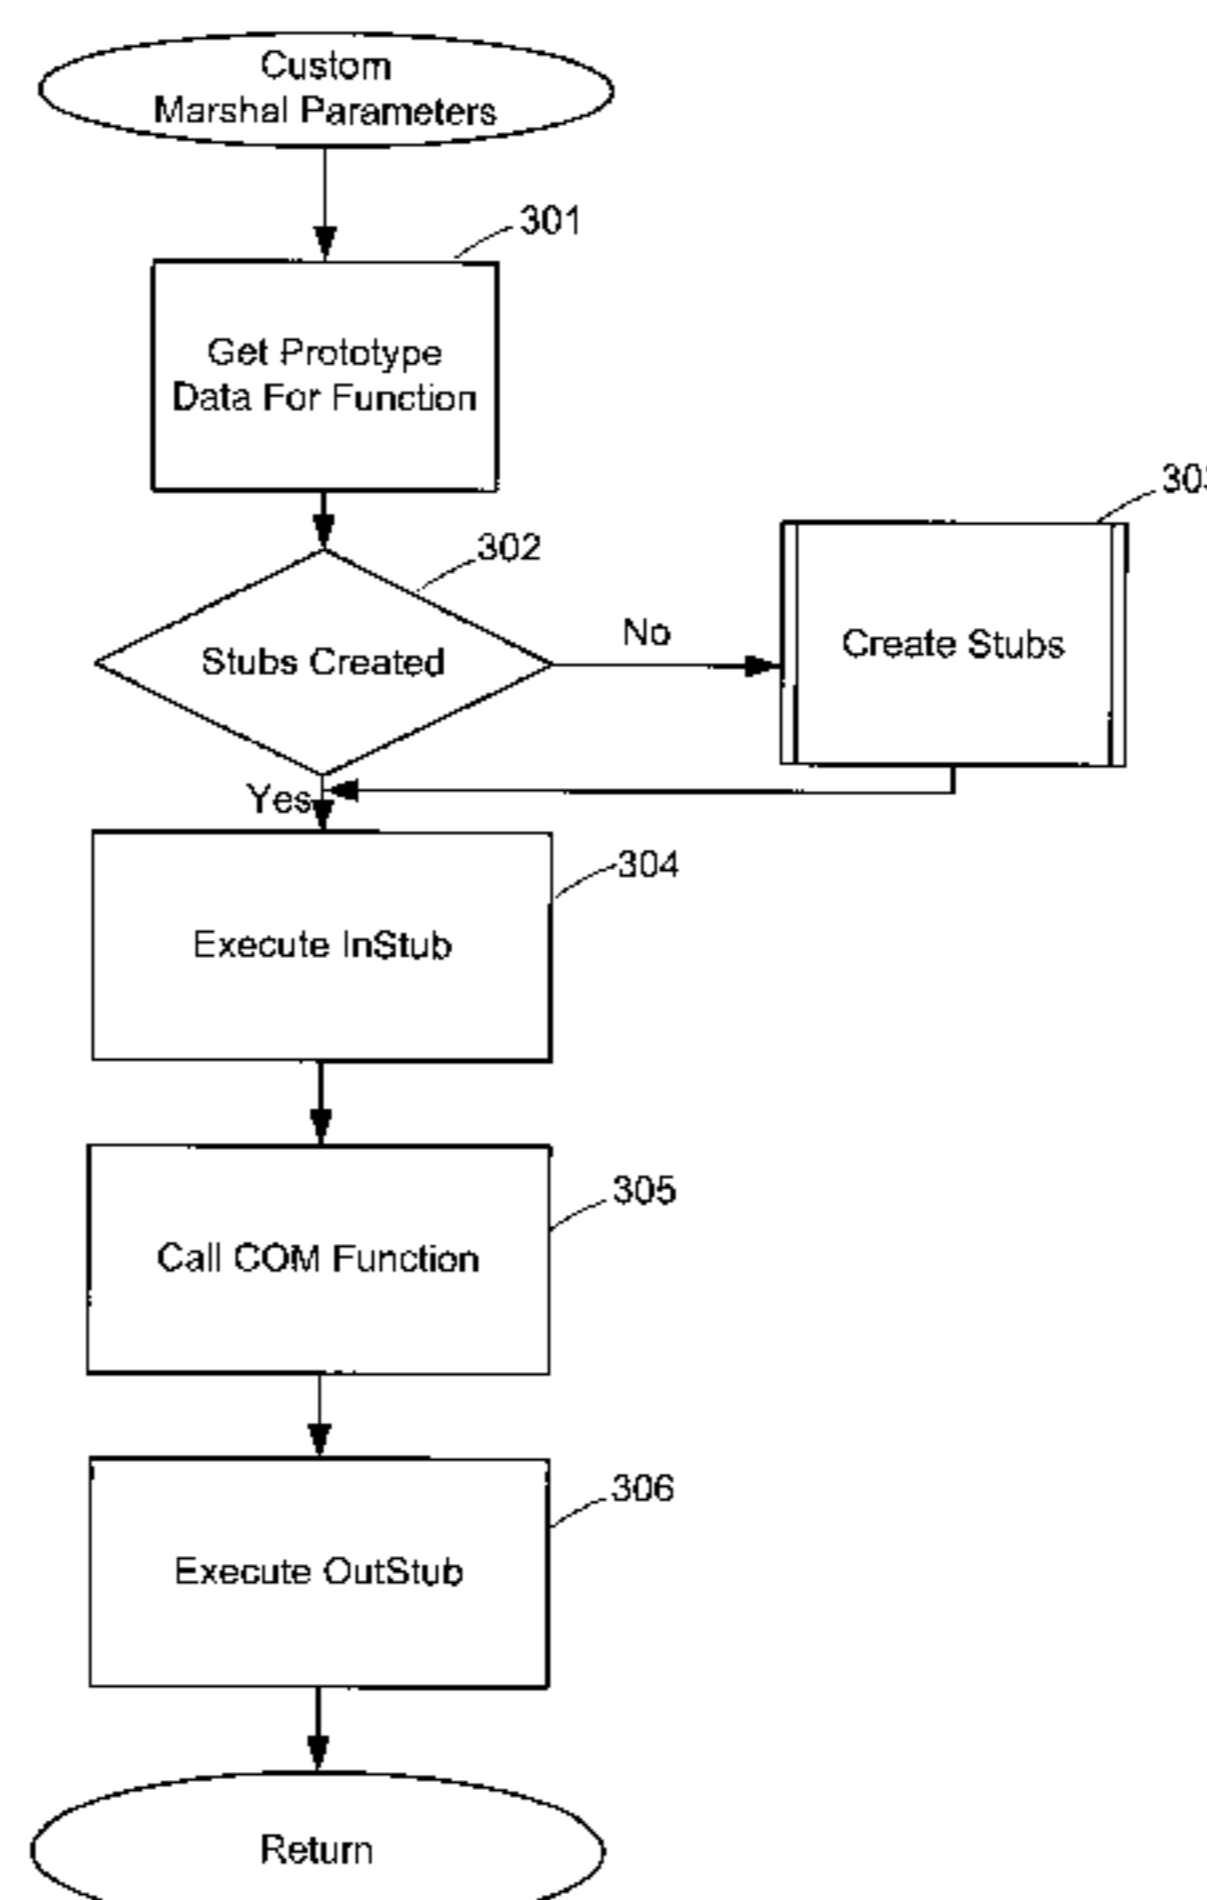 Custom
Marshal Parameters
301
Get Prototype
Data For Function
302
Stubs Created
No
303
Create Stubs
Yes
304
Execute InStub
305
Call COM Function
306
Execute OutStub
Return